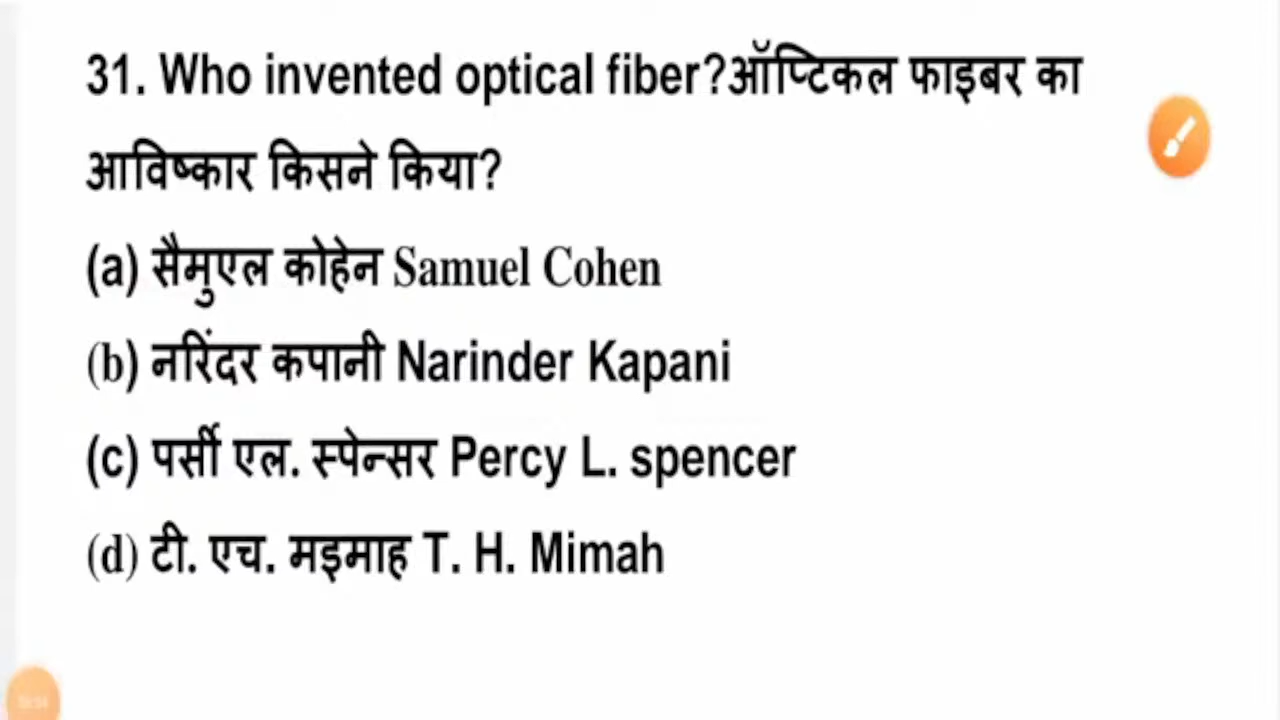 31. Who invented optical fiber?ऑप्टिकल फाइबर का
आविष्कार किसने किया?
(a) सैमुएल कोहेन Samuel Cohen
(b) नरिंदर कपानी Narinder Kapani
(c) पर्सी एल. स्पेन्सर Percy L. spencer
(d) टी. एच. मइमाह T. H. Mimah